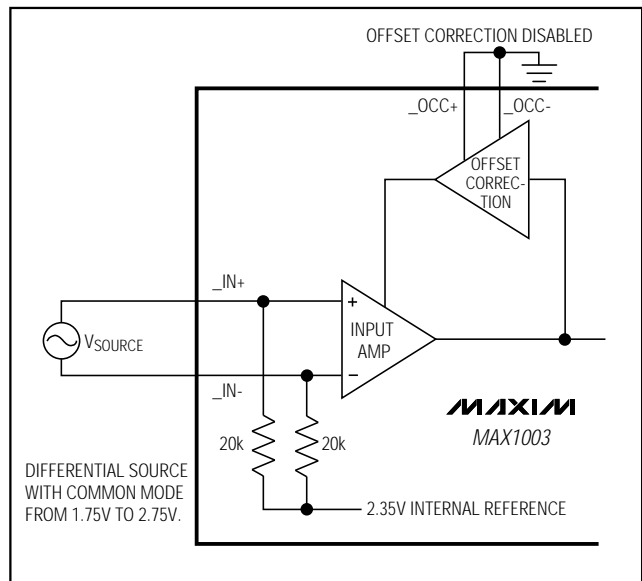 OFFSET CORRECTION DISABLED
_OCC+
_OCC-
OFFSET
CORREC-
TION
_IN+
+
INPUT
AMP
VSOURCE
−
_IN-
MAXIM
MAX1003
20k
20k
DIFFERENTIAL SOURCE
WITH COMMON MODE
FROM 1.75V TO 2.75V.
2.35V INTERNAL REFERENCE